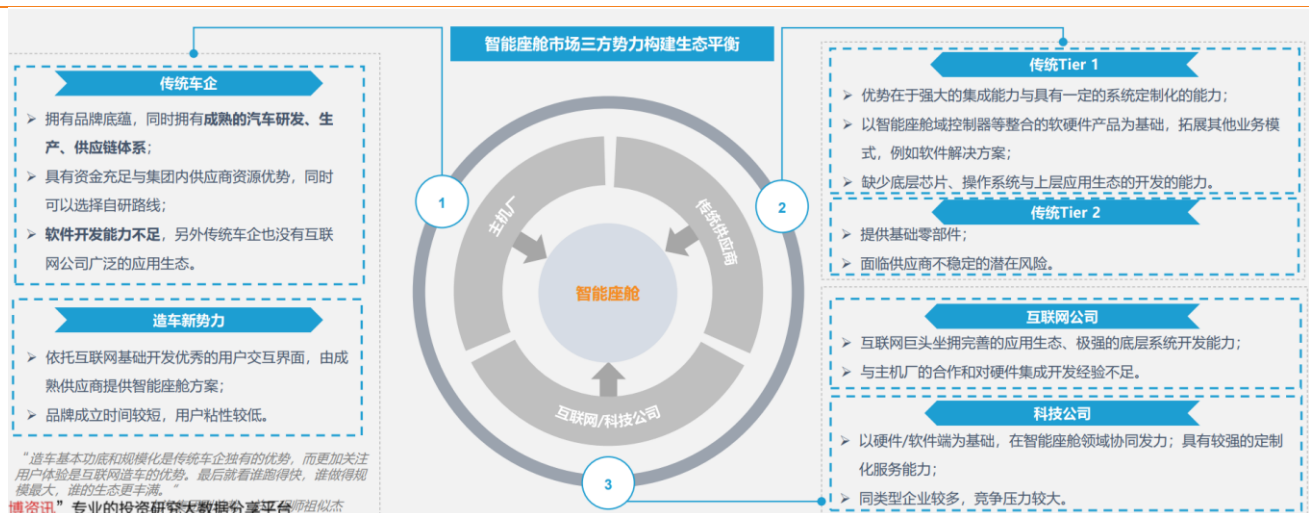 智能座舱市场三方势力构建生态平衡
传统车企
➢ 拥有品牌底蕴，同时拥有成熟的汽车研发、生
产、供应链体系；
➢ 具有资金充足与集团内供应商资源优势，同时
可以选择自研路线；
➢ 软件开发能力不足，另外传统车企也没有互联
网公司广泛的应用生态。
造车新势力
➢ 依托互联网基础开发优秀的用户交互界面，由成
熟供应商提供智能座舱方案；
➢ 品牌成立时间较短，用户粘性较低。
“造车基本功底和规模化是传统车企独有的优势，而更加关注
用户体验是互联网造车的优势。最后就看谁跑得快，谁做得规
模最大，谁的生态更丰满。”
师祖似杰
博资讯”专业的投资研究大数据分享平台
1
主机厂
2
传统供应商
智能座舱
互联网/科技公司
3
传统Tier 1
➢ 优势在于强大的集成能力与具有一定的系统定制化的能力；
➢ 以智能座舱域控制器等整合的软硬件产品为基础，拓展其他业务模
式，例如软件解决方案；
➢ 缺少底层芯片、操作系统与上层应用生态的开发的能力。
传统Tier 2
➢ 提供基础零部件；
➢ 面临供应商不稳定的潜在风险。
互联网公司
➢ 互联网巨头坐拥完善的应用生态、极强的底层系统开发能力；
➢ 与主机厂的合作和对硬件集成开发经验不足。
科技公司
➢ 以硬件/软件端为基础，在智能座舱领域协同发力；具有较强的定制
化服务能力；
➢ 同类型企业较多，竞争压力较大。